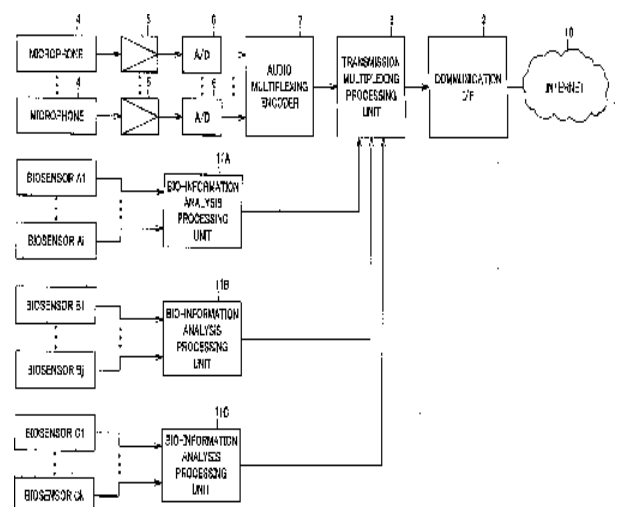 4 5 6 7 8 9 10
MICROPHONE
A/D
AUDIO
MULTIPLEXING
ENCODER
TRANSMISSION
MULTIPLEXING
PROCESSING
UNIT
COMMUNICATION
I/F
INTERNET
4 5 6
MICROPHONE
A/D
11A
BIOSENSOR A1
BIO-INFORMATION
ANALYSIS
PROCESSING
UNIT
BIOSENSOR Ai
11B
BIOSENSOR B1
BIO-INFORMATION
ANALYSIS
PROCESSING
UNIT
BIOSENSOR Bj
11C
BIOSENSOR C1
BIO-INFORMATION
ANALYSIS
PROCESSING
UNIT
BIOSENSOR Ck